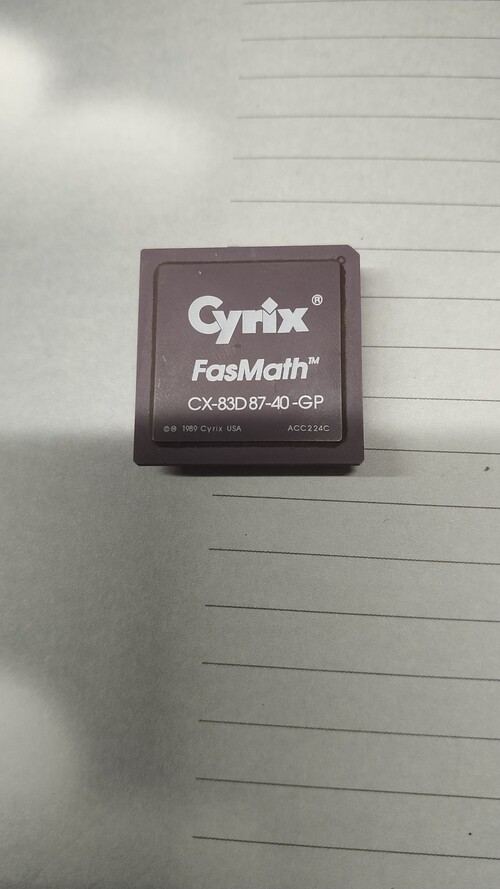 Cyrix®
FasMath™
CX-83D87-40-GP
©Ⓜ 1989 Cyrix USA ACC224C